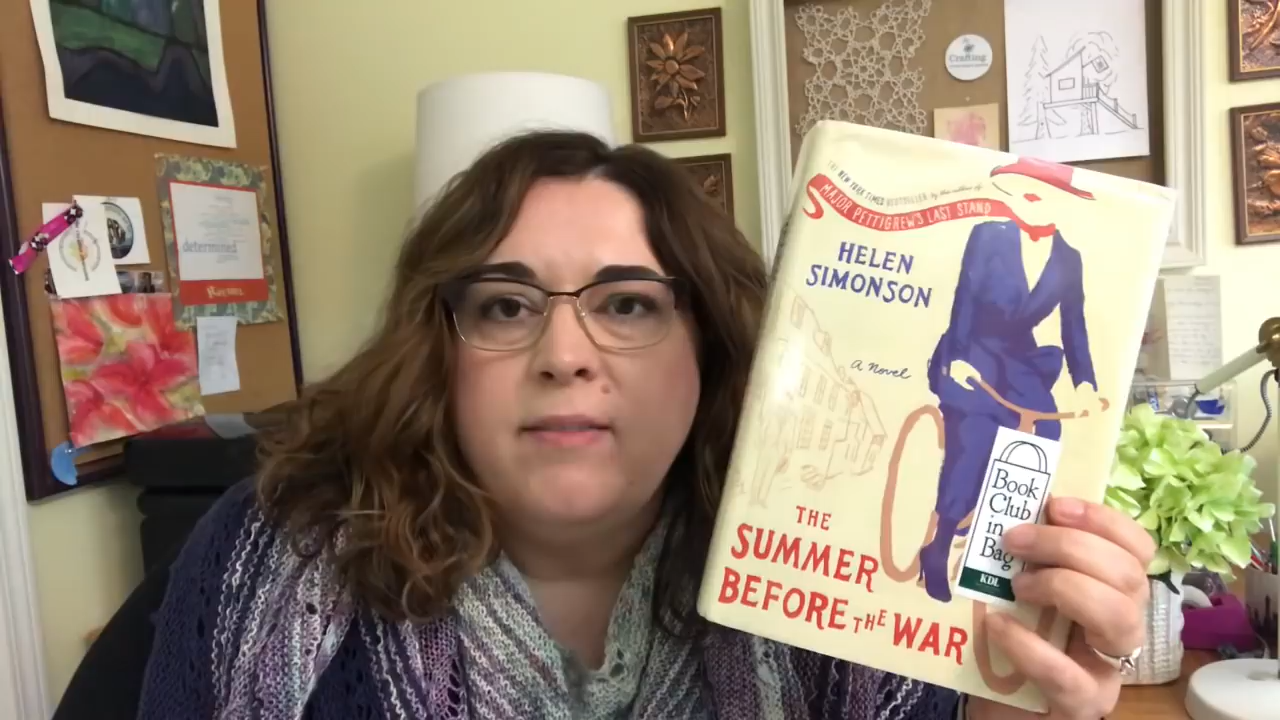 Crafting
determined
THE NEW YORK TIMES BESTSELLER by the author of
MAJOR PETTIGREW'S LAST STAND
HELEN
SIMONSON
a Novel
THE
SUMMER
BEFORE THE WAR
Book
Club
in
Bag
KDL